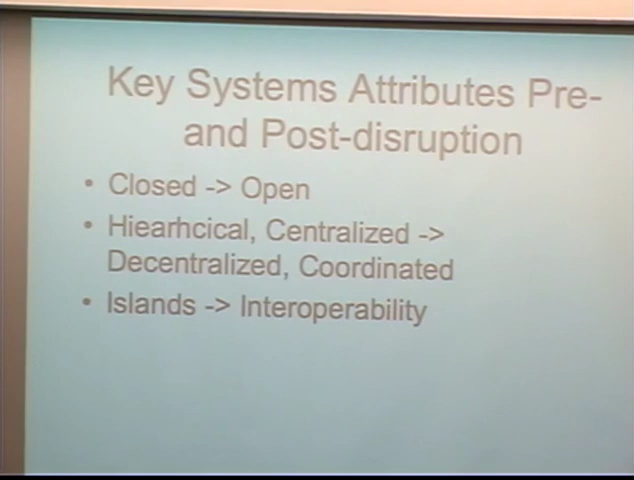 Key Systems Attributes Pre-
and Post-disruption
• Closed -> Open
• Hiearhcical, Centralized ->
Decentralized, Coordinated
• Islands -> Interoperability